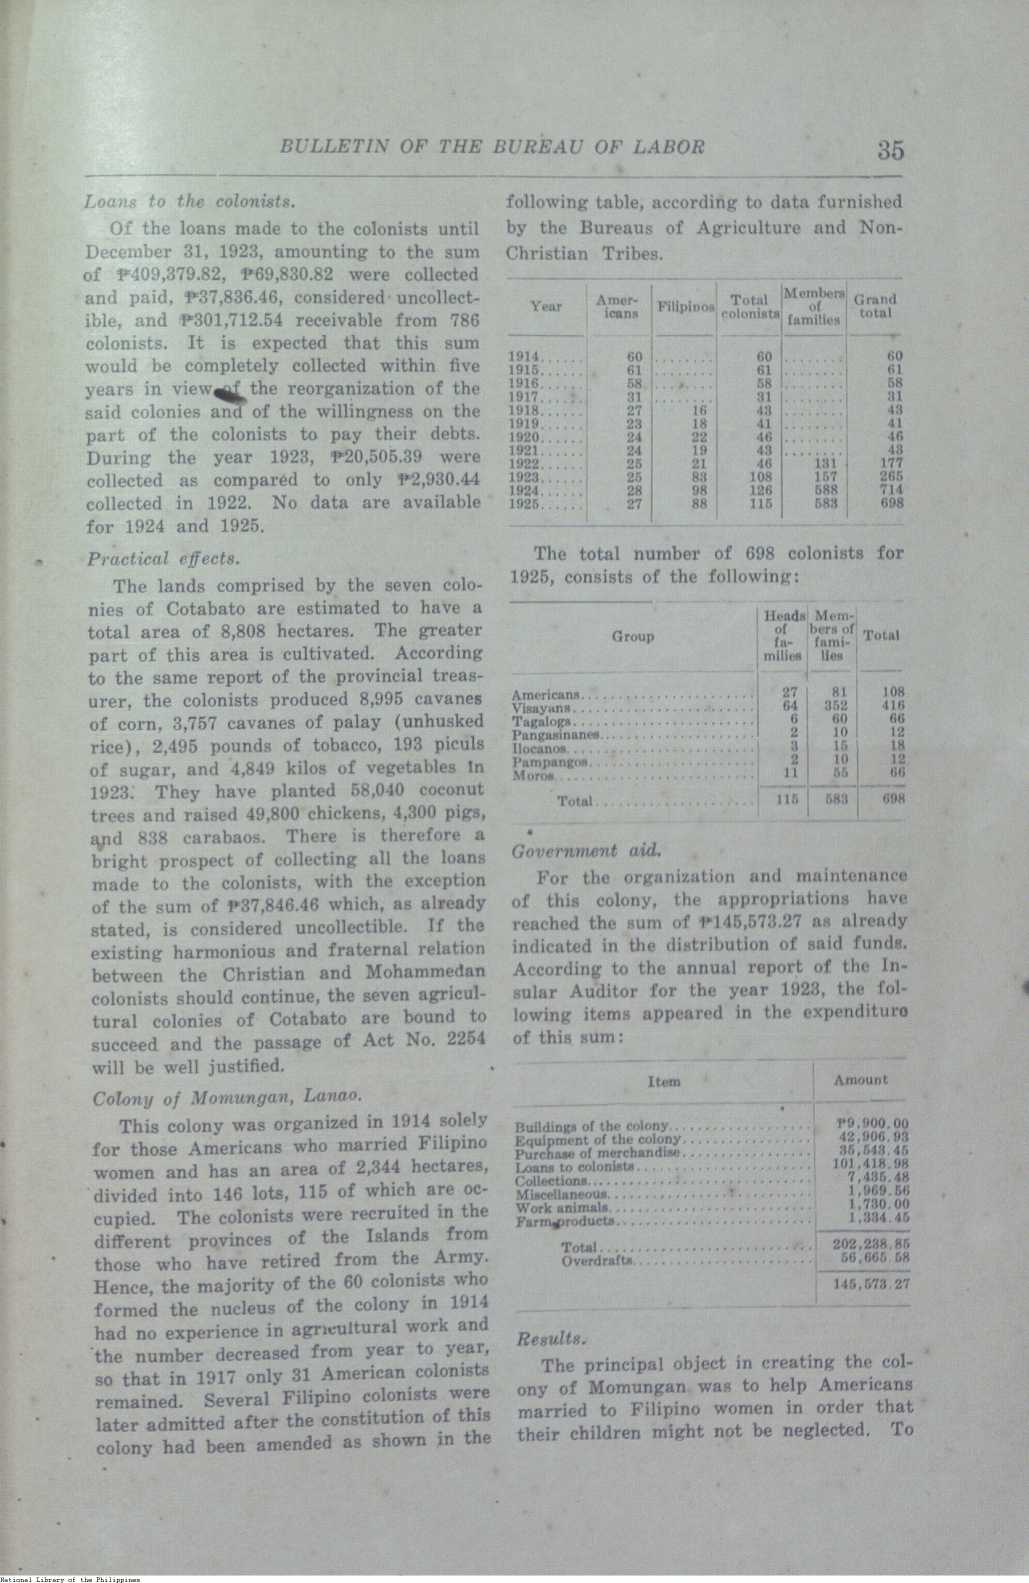 BULLETIN OF THE BUREAU OF LABOR 35
Loans to the colonists.
Of the loans made to the colonists until
December 31, 1923, amounting to the sum
of ₱409,379.82, ₱69,830.82 were collected
and paid, ₱37,836.46, considered uncollect-
ible, and ₱301,712.54 receivable from 786
colonists. It is expected that this sum
would be completely collected within five
years in view of the reorganization of the
said colonies and of the willingness on the
part of the colonists to pay their debts.
During the year 1923, ₱20,505.39 were
collected as compared to only ₱2,930.44
collected in 1922. No data are available
for 1924 and 1925.
Practical effects.
The lands comprised by the seven colo-
nies of Cotabato are estimated to have a
total area of 8,808 hectares. The greater
part of this area is cultivated. According
to the same report of the provincial treas-
urer, the colonists produced 8,995 cavanes
of corn, 3,757 cavanes of palay (unhusked
rice), 2,495 pounds of tobacco, 193 piculs
of sugar, and 4,849 kilos of vegetables in
1923. They have planted 58,040 coconut
trees and raised 49,800 chickens, 4,300 pigs,
and 838 carabaos. There is therefore a
bright prospect of collecting all the loans
made to the colonists, with the exception
of the sum of ₱37,846.46 which, as already
stated, is considered uncollectible. If the
existing harmonious and fraternal relation
between the Christian and Mohammedan
colonists should continue, the seven agricul-
tural colonies of Cotabato are bound to
succeed and the passage of Act No. 2254
will be well justified.
Colony of Momungan, Lanao.
This colony was organized in 1914 solely
for those Americans who married Filipino
women and has an area of 2,344 hectares,
divided into 146 lots, 115 of which are oc-
cupied. The colonists were recruited in the
different provinces of the Islands from
those who have retired from the Army.
Hence, the majority of the 60 colonists who
formed the nucleus of the colony in 1914
had no experience in agricultural work and
the number decreased from year to year,
so that in 1917 only 31 American colonists
remained. Several Filipino colonists were
later admitted after the constitution of this
colony had been amended as shown in the
following table, according to data furnished
by the Bureaus of Agriculture and Non-
Christian Tribes.
Year Amer-icans Filipinos Total colonists Members of families Grand total
1914...... 60 ........ 60 ........ 60
1915...... 61 ........ 61 ........ 61
1916...... 58 ........ 58 ........ 58
1917...... 31 ........ 31 ........ 31
1918...... 27 16 43 ........ 43
1919...... 23 18 41 ........ 41
1920...... 24 22 46 ........ 46
1921...... 24 19 43 ........ 43
1922...... 25 21 46 131 177
1923...... 25 83 108 157 265
1924...... 28 98 126 588 714
1925...... 27 88 115 583 698
The total number of 698 colonists for
1925, consists of the following:
Group Heads of fa-milies Mem-bers of fami-lies Total
Americans........ 27 81 108
Visayans........ 64 352 416
Tagalogs........ 6 60 66
Pangasinanes........ 2 10 12
Ilocanos........ 3 15 18
Pampangos........ 2 10 12
Moros........ 11 55 66
Total........ 115 583 698
Government aid.
For the organization and maintenance
of this colony, the appropriations have
reached the sum of ₱145,573.27 as already
indicated in the distribution of said funds.
According to the annual report of the In-
sular Auditor for the year 1923, the fol-
lowing items appeared in the expenditure
of this sum:
Item Amount
Buildings of the colony........ ₱9,900.00
Equipment of the colony........ 42,906.93
Purchase of merchandise........ 35,543.45
Loans to colonists........ 101,418.98
Collections........ 7,435.48
Miscellaneous........ 1,969.56
Work animals........ 1,730.00
Farm products........ 1,334.45
Total........ 202,238.85
Overdrafts........ 56,665.58
145,573.27
Results.
The principal object in creating the col-
ony of Momungan was to help Americans
married to Filipino women in order that
their children might not be neglected. To
National Library of the Philippines